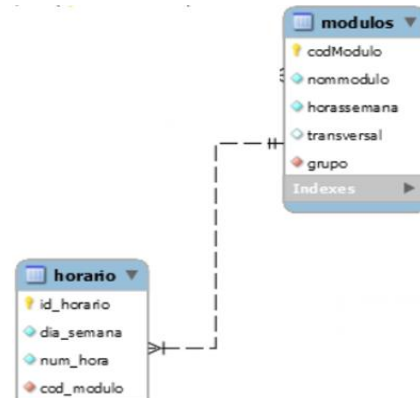 modulos
codModulo
nommodulo
horassemana
transversal
grupo
Indexes
horario
id_horario
dia_semana
num_hora
cod_modulo